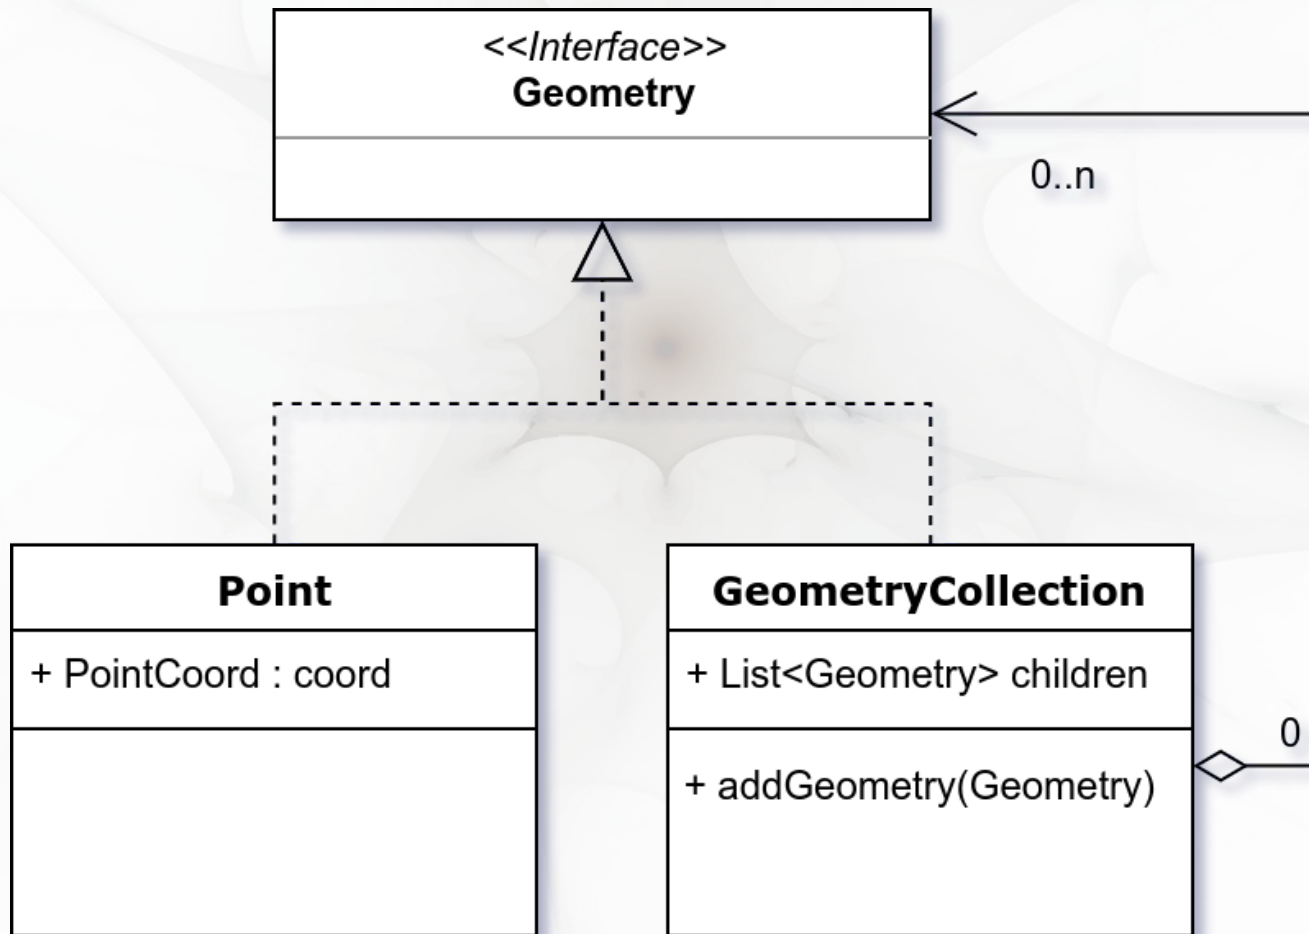 <<Interface>>
Geometry
0..n
Point
+ PointCoord : coord
GeometryCollection
+ List<Geometry> children
+ addGeometry(Geometry)
0